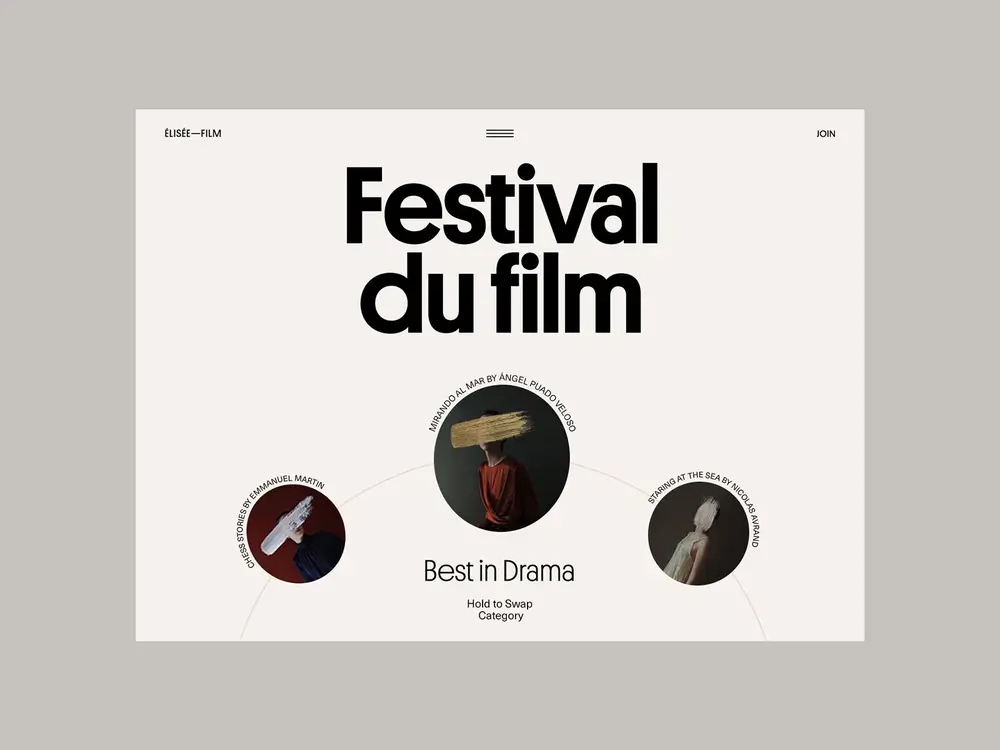 ÉLISÉE—FILM
JOIN
Festival
du film
MIRANDO AL MAR BY ÁNGEL PUADO VELOSO
CHESS STORIES BY EMMANUEL MARTIN
STARING AT THE SEA BY NICOLAS AVRAND
Best in Drama
Hold to Swap
Category